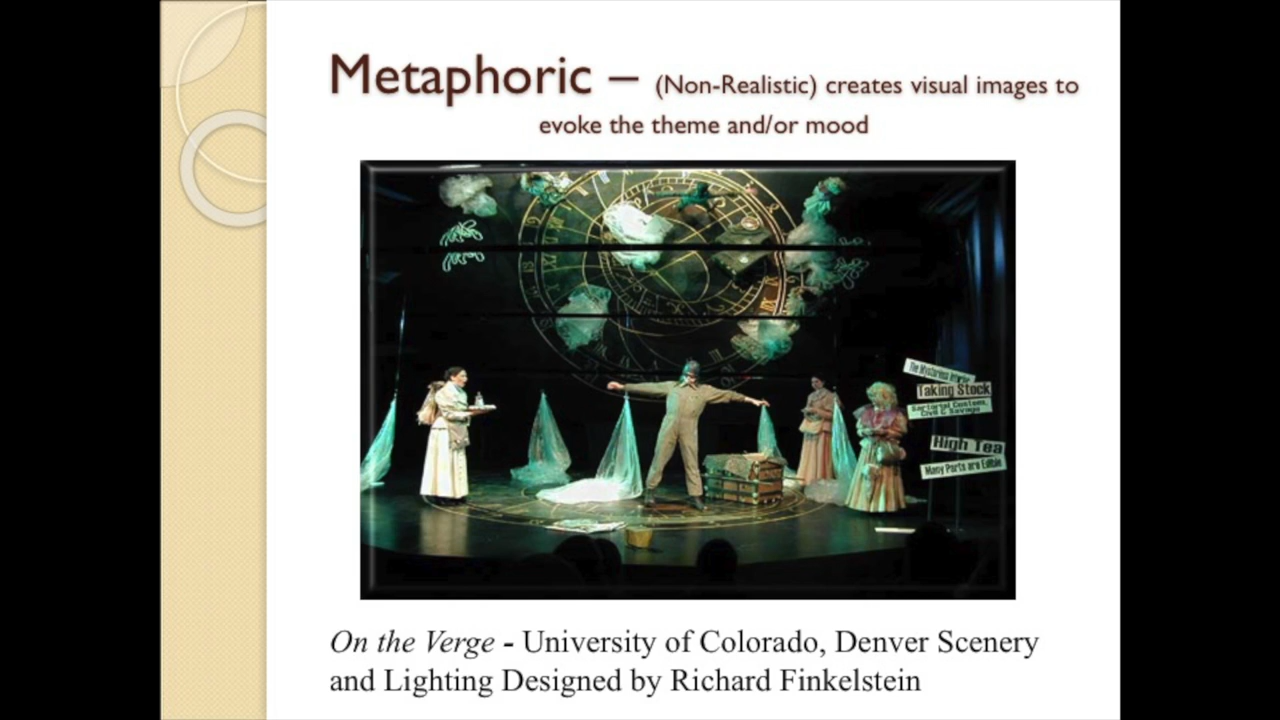 Metaphoric – (Non-Realistic) creates visual images to
evoke the theme and/or mood
Taking Stock
High Tea
Many Parts are Edible
On the Verge - University of Colorado, Denver Scenery
and Lighting Designed by Richard Finkelstein